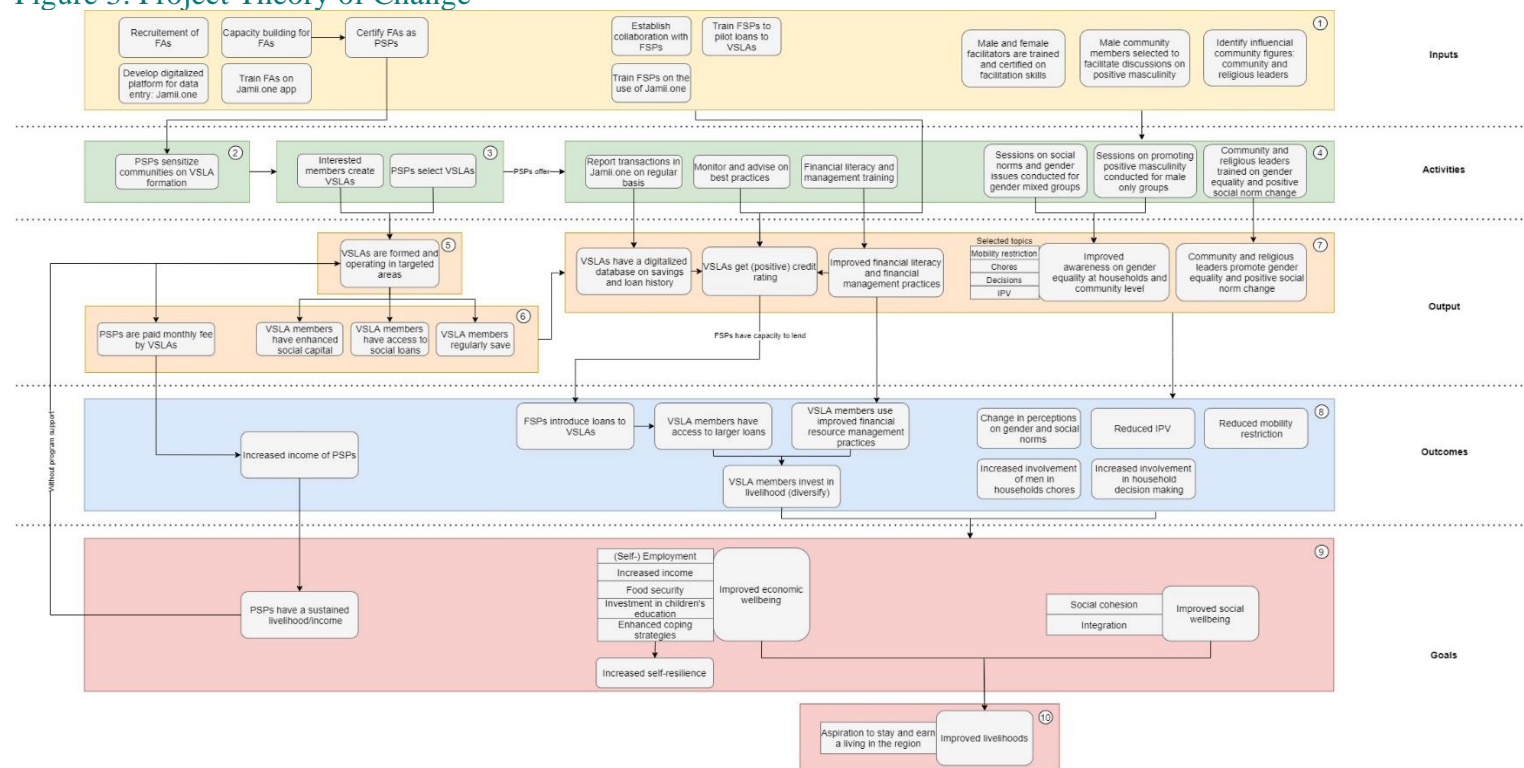 Figure 3: Project Theory of Change
Recruitement of
FAs
Capacity building for
FAs
Certify FAs as
PSPs
Develop digitalized
platform for data
entry: Jamii.one
Train FAs on
Jamii.one app
Establish
collaboration with
FSPs
Train FSPs to
pilot loans to
VSLAs
Train FSPs on the
use of Jamii.one
Male and female
facilitators are trained
and certified on
facilitation skills
Male community
members selected to
facilitate discussions on
positive masculinity
Identify influencial
community figures:
community and
religious leaders
1
Inputs
PSPs sensitize
communities on VSLA
formation
2
Interested
members create
VSLAs
PSPs select VSLAs
3
PSPs offer
Report transactions in
Jamii.one on regular
basis
Monitor and advise on
best practices
Financial literacy and
management training
Sessions on social
norms and gender
issues conducted for
gender mixed groups
Sessions on promoting
positive masculinity
conducted for male
only groups
Community and
religious leaders
trained on gender
equality and positive
social norm change
4
Activities
VSLAs are formed and
operating in targeted
areas
5
PSPs are paid monthly fee
by VSLAs
VSLA members
have enhanced
social capital
VSLA members
have access to
social loans
VSLA members
regularly save
6
VSLAs have a digitalized
database on savings
and loan history
VSLAs get (positive) credit
rating
Improved financial literacy
and financial
management practices
Selected topics
Mobility restriction
Chores
Decisions
IPV
Improved
awareness on gender
equality at households and
community level
Community and religious
leaders promote gender
equality and positive social
norm change
7
Output
FSPs have capacity to lend
Without program support
Increased income of PSPs
FSPs introduce loans to
VSLAs
VSLA members have
access to larger loans
VSLA members use
improved financial
resource management
practices
VSLA members invest in
livelihood (diversify)
Change in perceptions
on gender and social
norms
Reduced IPV
Reduced mobility
restriction
Increased involvement
of men in
households chores
Increased involvement
in household
decision making
8
Outcomes
PSPs have a sustained
livelihood/income
(Self-) Employment
Increased income
Food security
Investment in children's
education
Enhanced coping
strategies
Improved economic
wellbeing
Increased self-resilience
Social cohesion
Integration
Improved social
wellbeing
9
Goals
Aspiration to stay and earn
a living in the region
Improved livelihoods
10